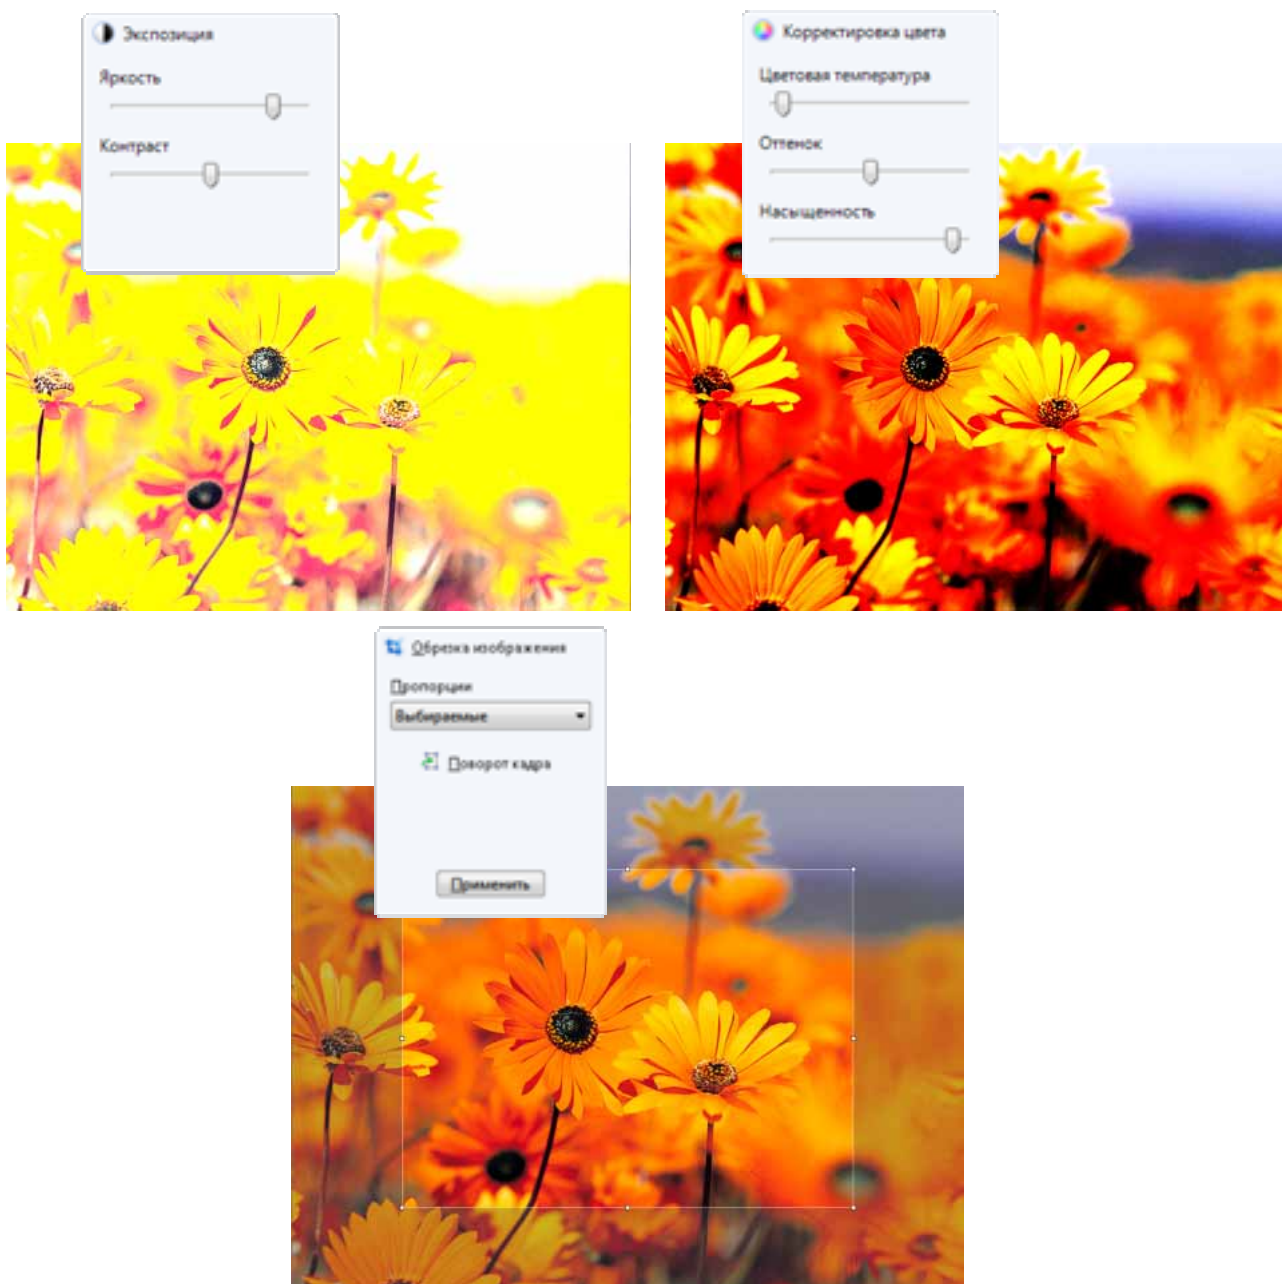 Экспозиция
Яркость
Контраст
Корректировка цвета
Цветовая температура
Оттенок
Насыщенность
Обрезка изображения
Пропорции
Выбираемые
Поворот кадра
Применить